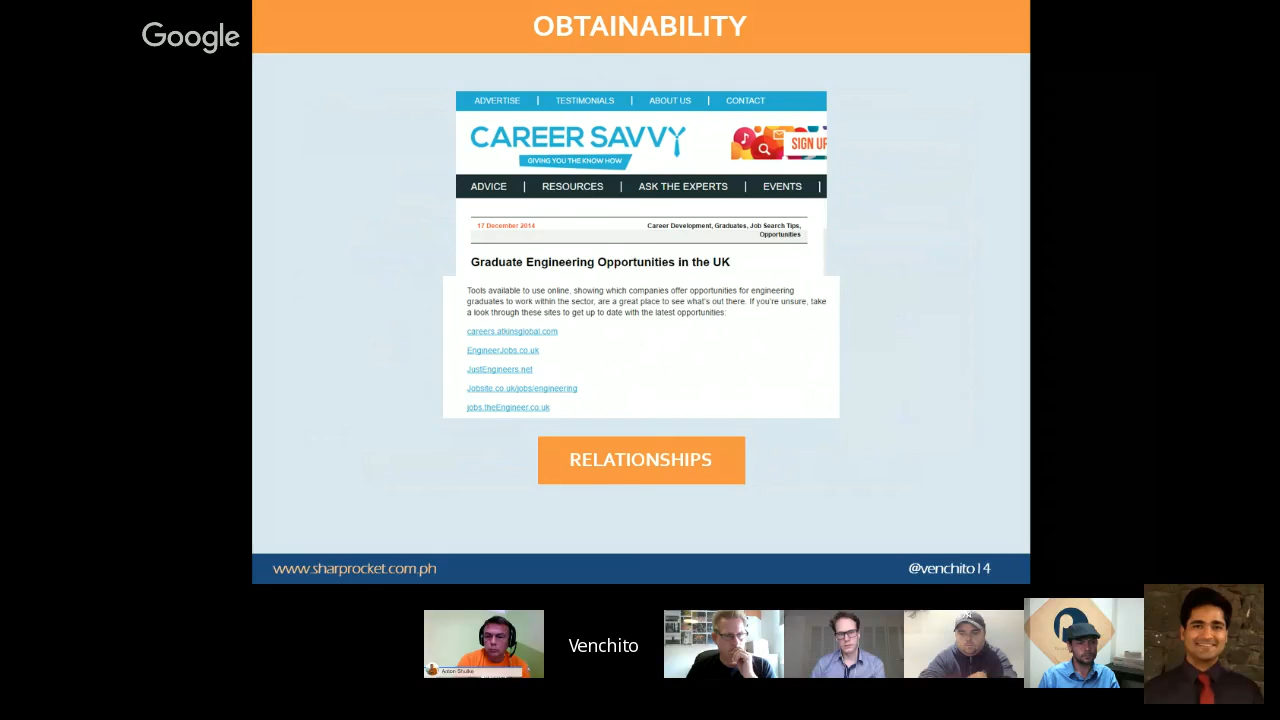 OBTAINABILITY
Google
ADVERTISE | TESTIMONIALS | ABOUT US | CONTACT
CAREER SAVVY
GIVING YOU THE KNOW HOW
SIGN UP
ADVICE | RESOURCES | ASK THE EXPERTS | EVENTS |
17 December 2014
Career Development, Graduates, Job Search Tips,
Opportunities
Graduate Engineering Opportunities in the UK
Tools available to use online, showing which companies offer opportunities for engineering
graduates to work within the sector, are a great place to see what's out there. If you're unsure, take
a look through these sites to get up to date with the latest opportunities:
careers.atkinsglobal.com
EngineerJobs.co.uk
JustEngineers.net
Jobsite.co.uk/jobs/engineering
jobs.theEngineer.co.uk
RELATIONSHIPS
www.sharprocket.com.ph
@venchito14
Venchito
Anton Shulke